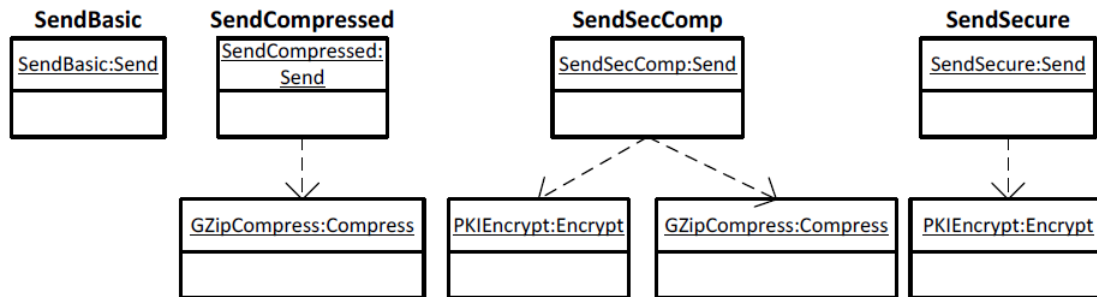 SendBasic
SendCompressed
SendSecComp
SendSecure
SendBasic:Send
SendCompressed:
Send
SendSecComp:Send
SendSecure:Send
GZipCompress:Compress
PKIEncrypt:Encrypt
GZipCompress:Compress
PKIEncrypt:Encrypt